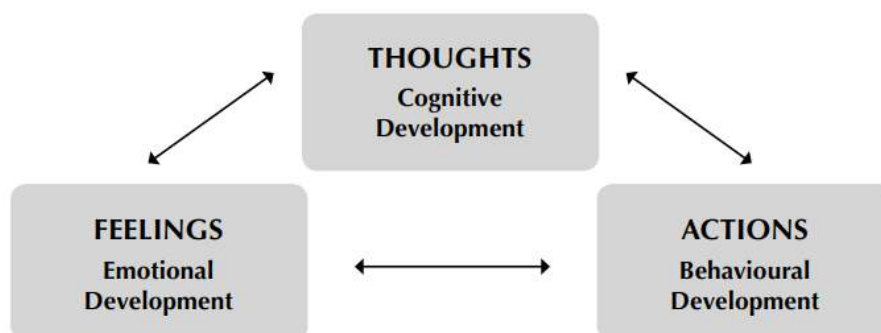 THOUGHTS
Cognitive
Development
FEELINGS
Emotional
Development
ACTIONS
Behavioural
Development